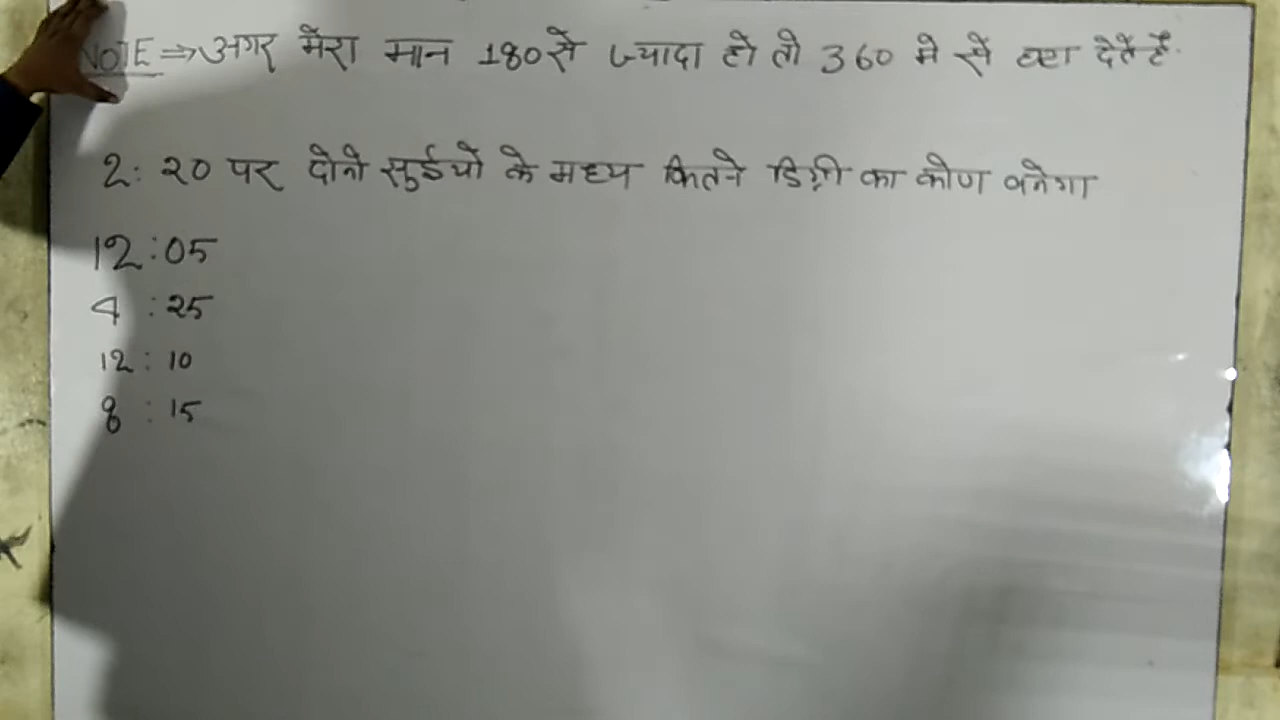 NOTE ⇒ अगर मेरा मान 180 से ज्यादा हो तो 360 मे से हटा देते है.
2: 20 पर दोनो सुईयो के मध्य कितने डिग्री का कोण बनेगा
12:05
4 : 25
12 : 10
8 : 15